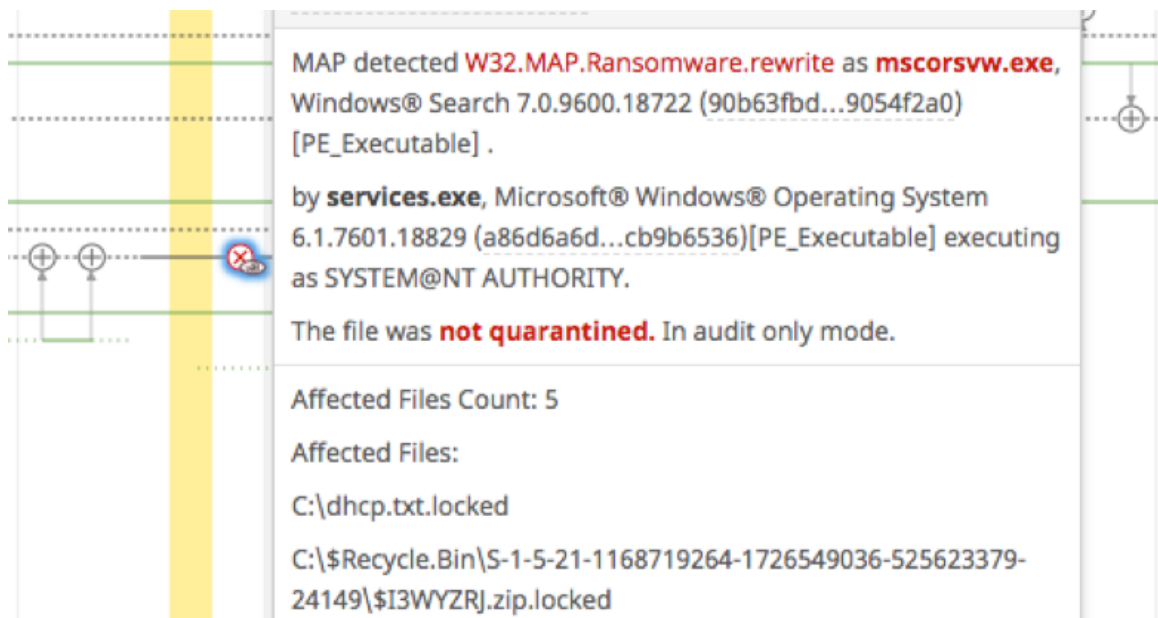 MAP detected W32.MAP.Ransomware.rewrite as mscorsvw.exe,
Windows® Search 7.0.9600.18722 (90b63fbd...9054f2a0)
[PE_Executable] .
by services.exe, Microsoft® Windows® Operating System
6.1.7601.18829 (a86d6a6d...cb9b6536)[PE_Executable] executing
as SYSTEM@NT AUTHORITY.
The file was not quarantined. In audit only mode.
Affected Files Count: 5
Affected Files:
C:\dhcp.txt.locked
C:\$Recycle.Bin\S-1-5-21-1168719264-1726549036-525623379-
24149\$I3WYZRJ.zip.locked